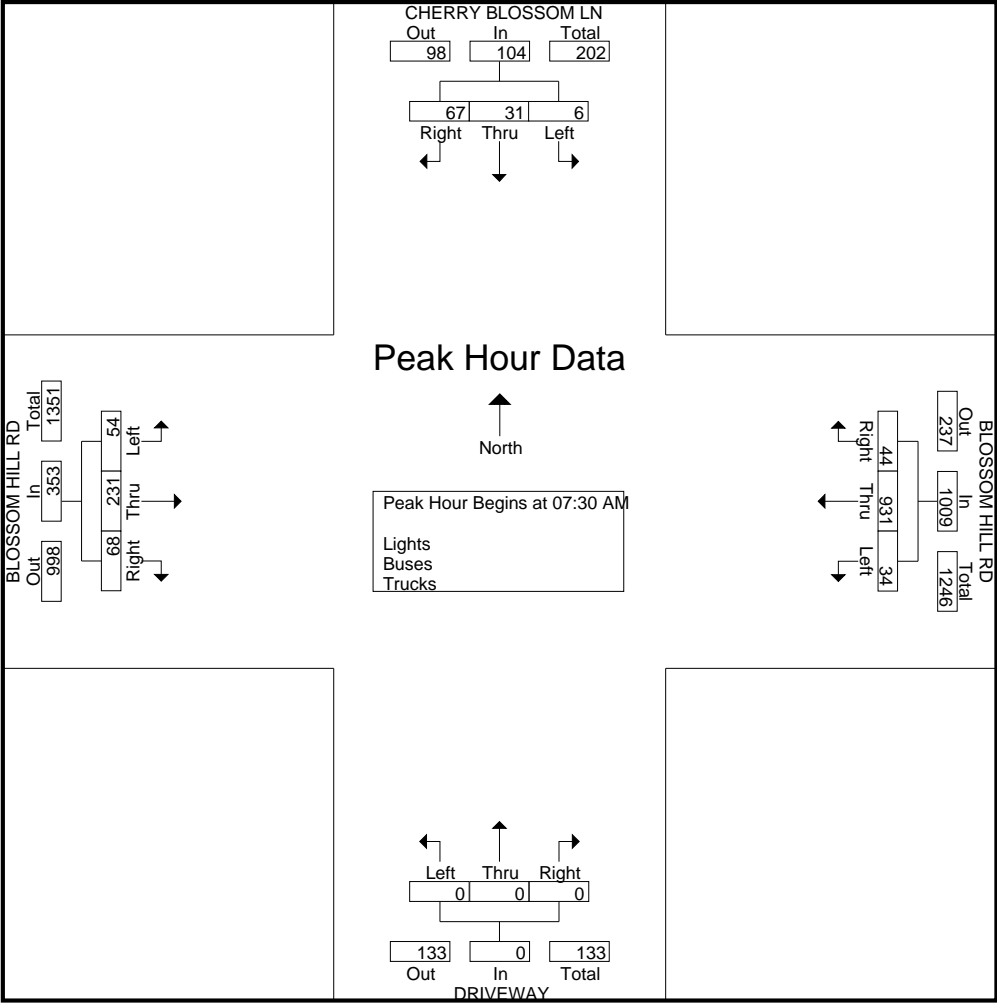 CHERRY BLOSSOM LN
Out In Total
98 104 202
67 31 6
Right Thru Left
Peak Hour Data
North
Peak Hour Begins at 07:30 AM
Lights
Buses
Trucks
BLOSSOM HILL RD
Total In Out
1351 353 998
54 231 68
Left Thru Right
BLOSSOM HILL RD
Out In Total
237 1009 1246
44 931 34
Right Thru Left
Left Thru Right
0 0 0
133 0 133
Out In Total
DRIVEWAY